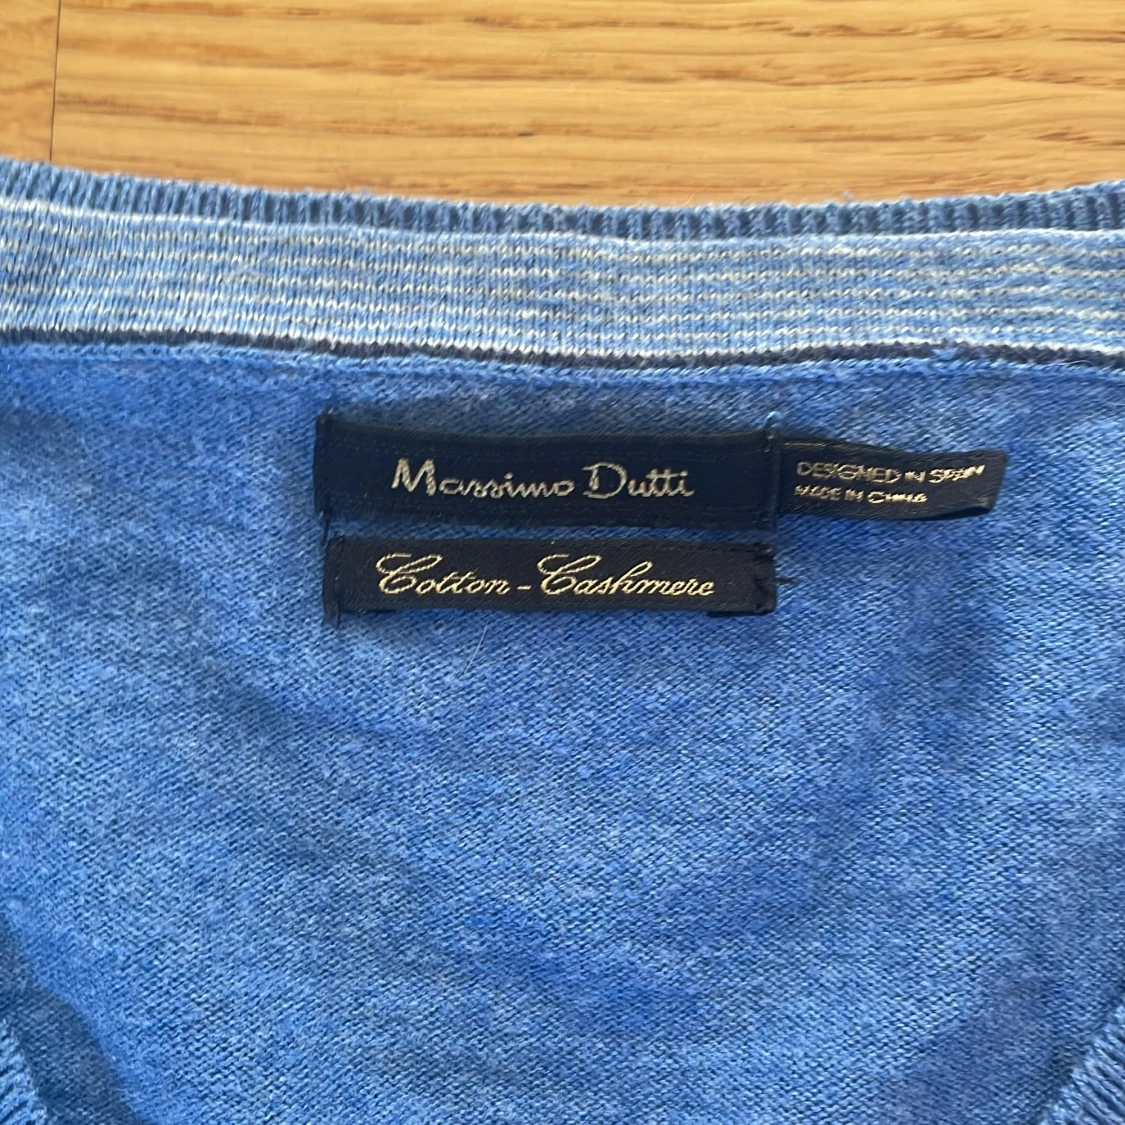 Massimo Dutti
DESIGNED IN SPAIN
MADE IN CHINA
Cotton - Cashmere